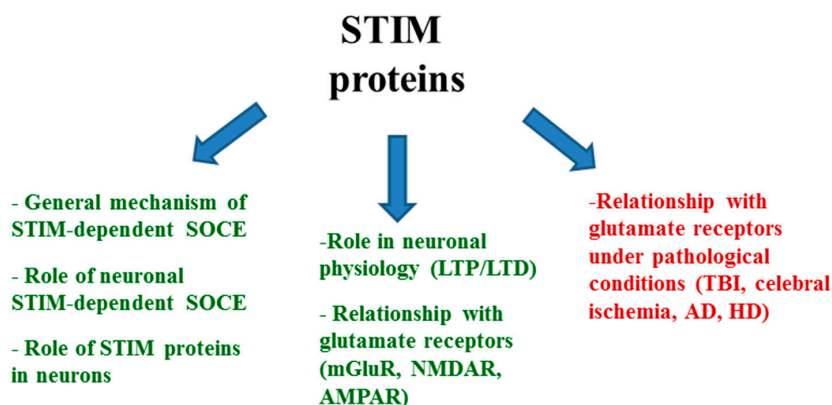 STIM
proteins
- General mechanism of
STIM-dependent SOCE
- Role of neuronal
STIM-dependent SOCE
- Role of STIM proteins
in neurons
-Role in neuronal
physiology (LTP/LTD)
- Relationship with
glutamate receptors
(mGluR, NMDAR,
AMPAR)
-Relationship with
glutamate receptors
under pathological
conditions (TBI, celebral
ischemia, AD, HD)